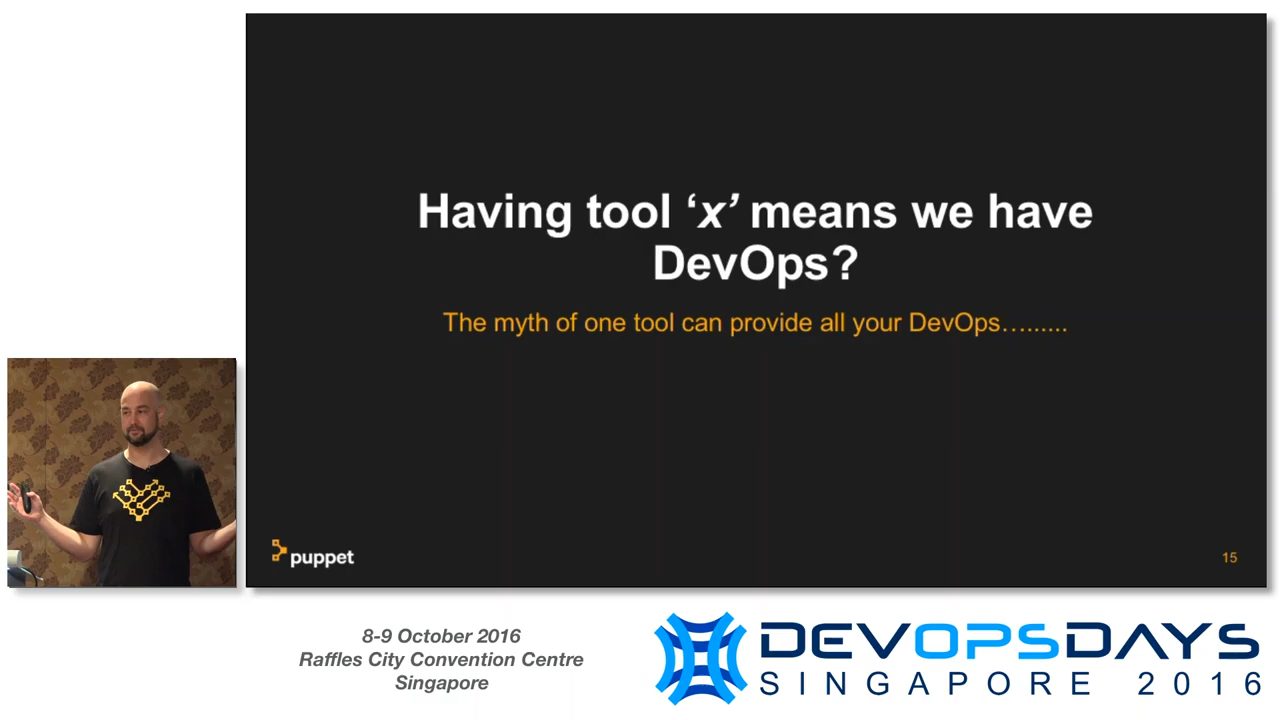 Having tool ‘x’ means we have
DevOps?
The myth of one tool can provide all your DevOps….......
puppet
15
8-9 October 2016
Raffles City Convention Centre
Singapore
DEVOPSDAYS
SINGAPORE 2016